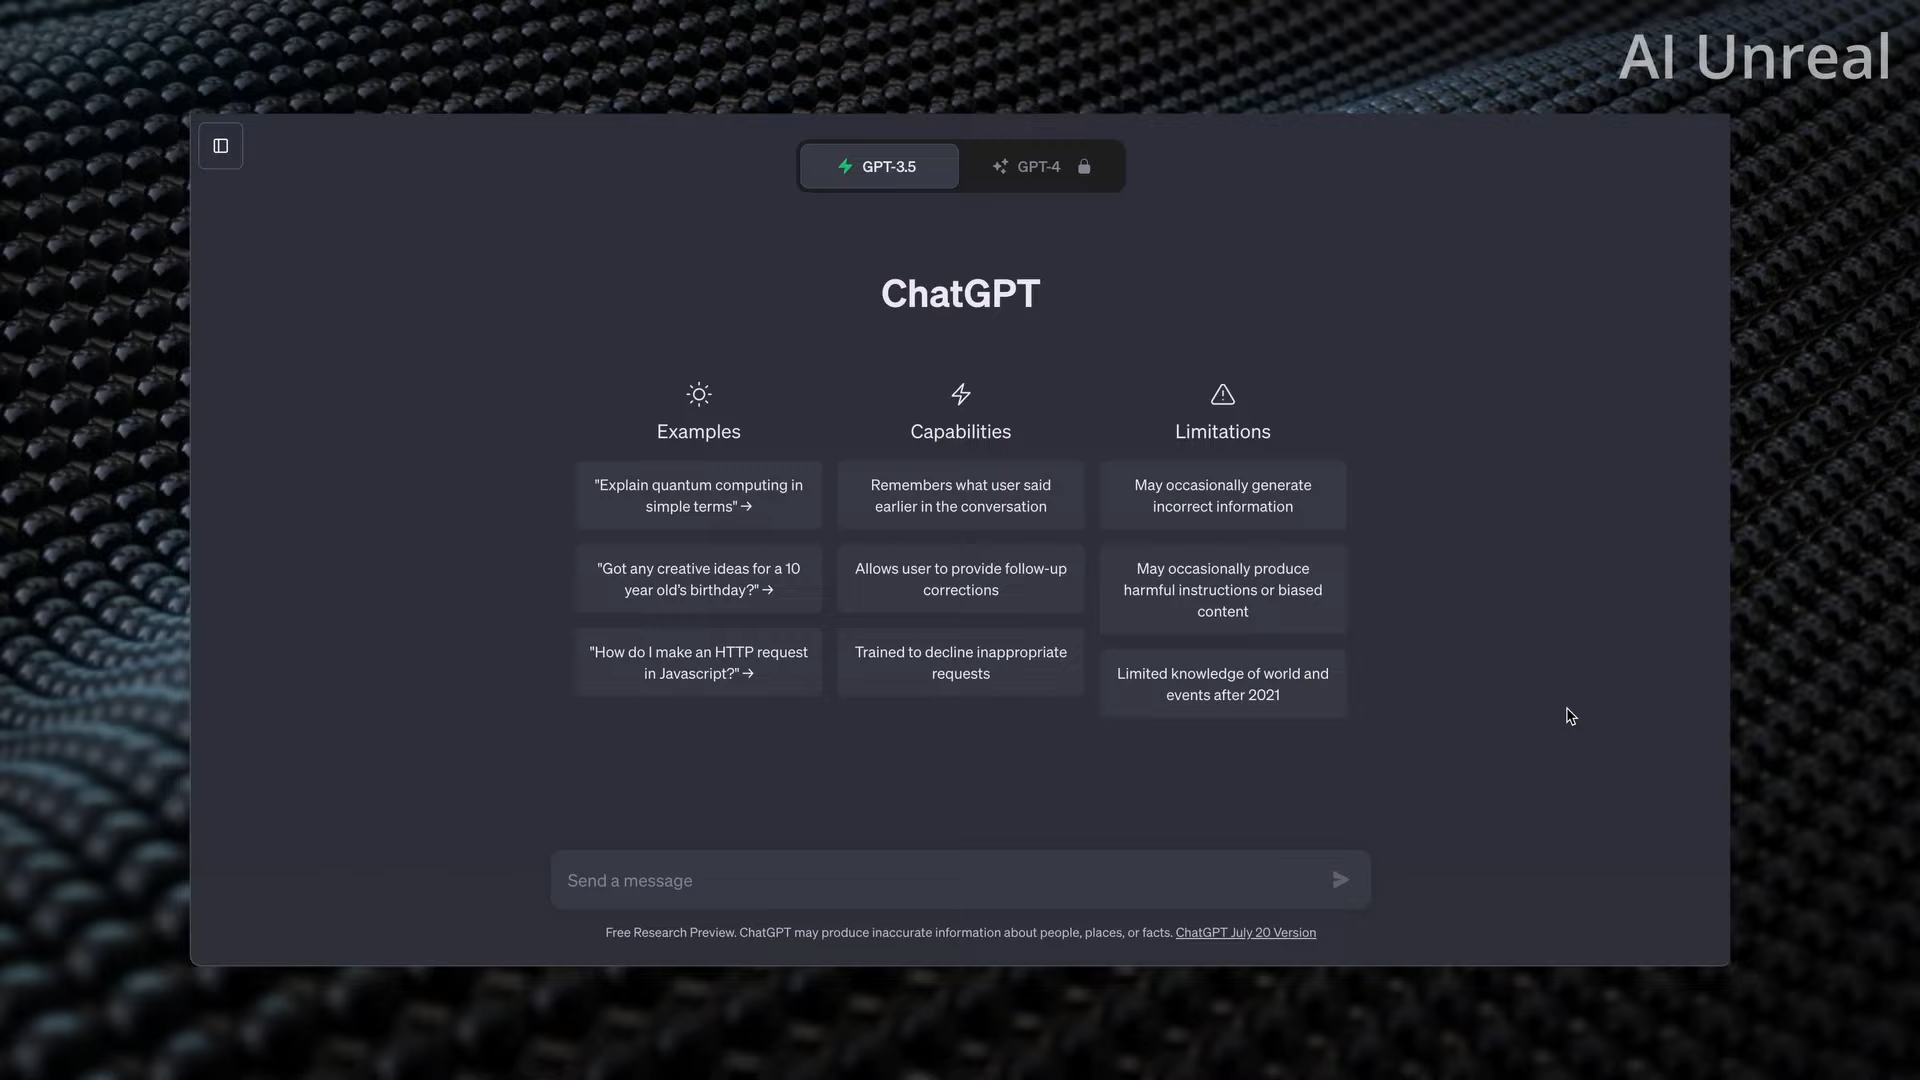 AI Unreal
GPT-3.5
GPT-4
ChatGPT
Examples
"Explain quantum computing in
simple terms" →
"Got any creative ideas for a 10
year old's birthday?" →
"How do I make an HTTP request
in Javascript?" →
Capabilities
Remembers what user said
earlier in the conversation
Allows user to provide follow-up
corrections
Trained to decline inappropriate
requests
Limitations
May occasionally generate
incorrect information
May occasionally produce
harmful instructions or biased
content
Limited knowledge of world and
events after 2021
Send a message
Free Research Preview. ChatGPT may produce inaccurate information about people, places, or facts. ChatGPT July 20 Version